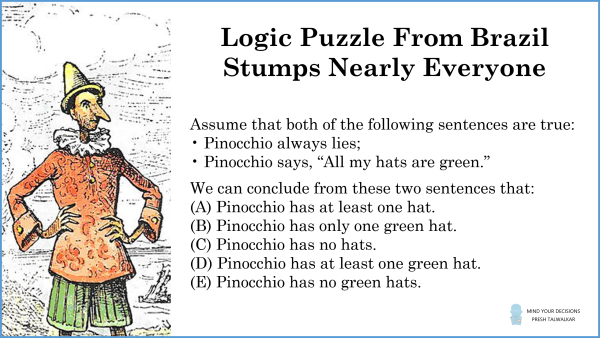 Logic Puzzle From Brazil
Stumps Nearly Everyone
Assume that both of the following sentences are true:
• Pinocchio always lies;
• Pinocchio says, “All my hats are green.”
We can conclude from these two sentences that:
(A) Pinocchio has at least one hat.
(B) Pinocchio has only one green hat.
(C) Pinocchio has no hats.
(D) Pinocchio has at least one green hat.
(E) Pinocchio has no green hats.
MIND YOUR DECISIONS
PRESH TALWALKAR